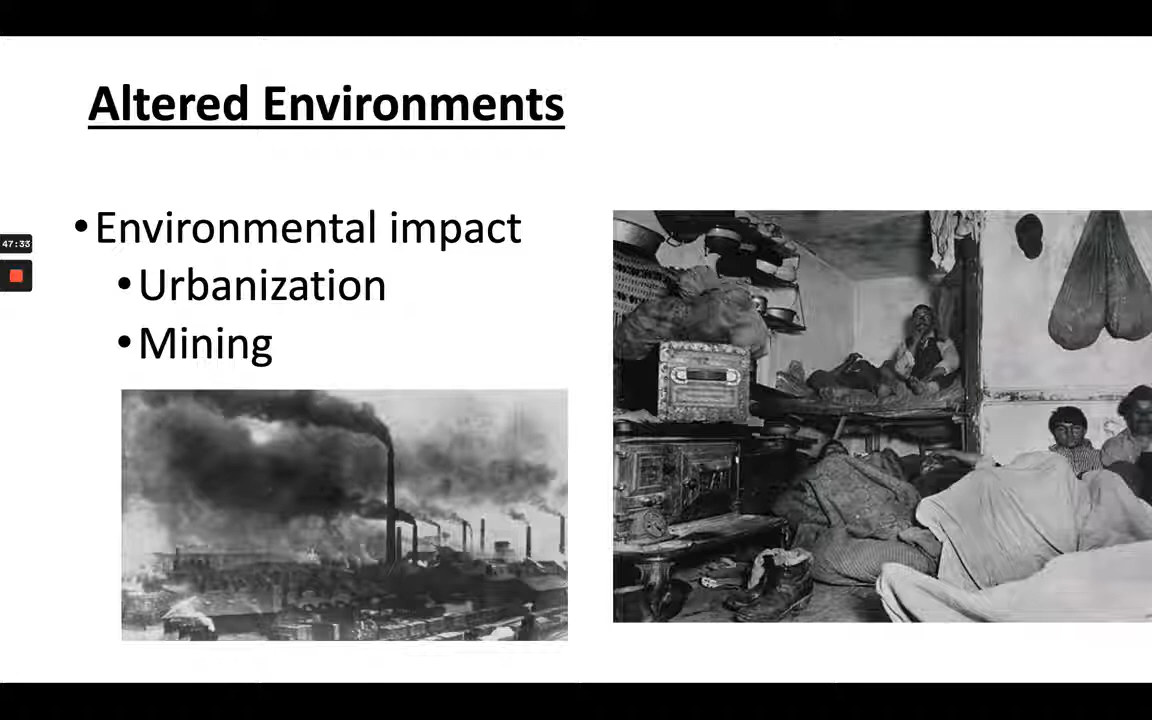 Altered Environments
•Environmental impact
•Urbanization
•Mining
47:33